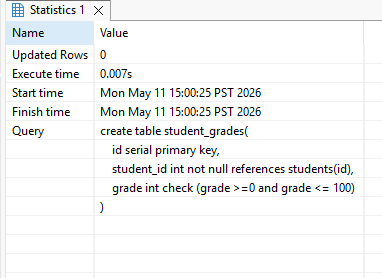 Statistics 1
Name Value
Updated Rows 0
Execute time 0.007s
Start time Mon May 11 15:00:25 PST 2026
Finish time Mon May 11 15:00:25 PST 2026
Query create table student_grades(
id serial primary key,
student_id int not null references students(id),
grade int check (grade >=0 and grade <= 100)
)